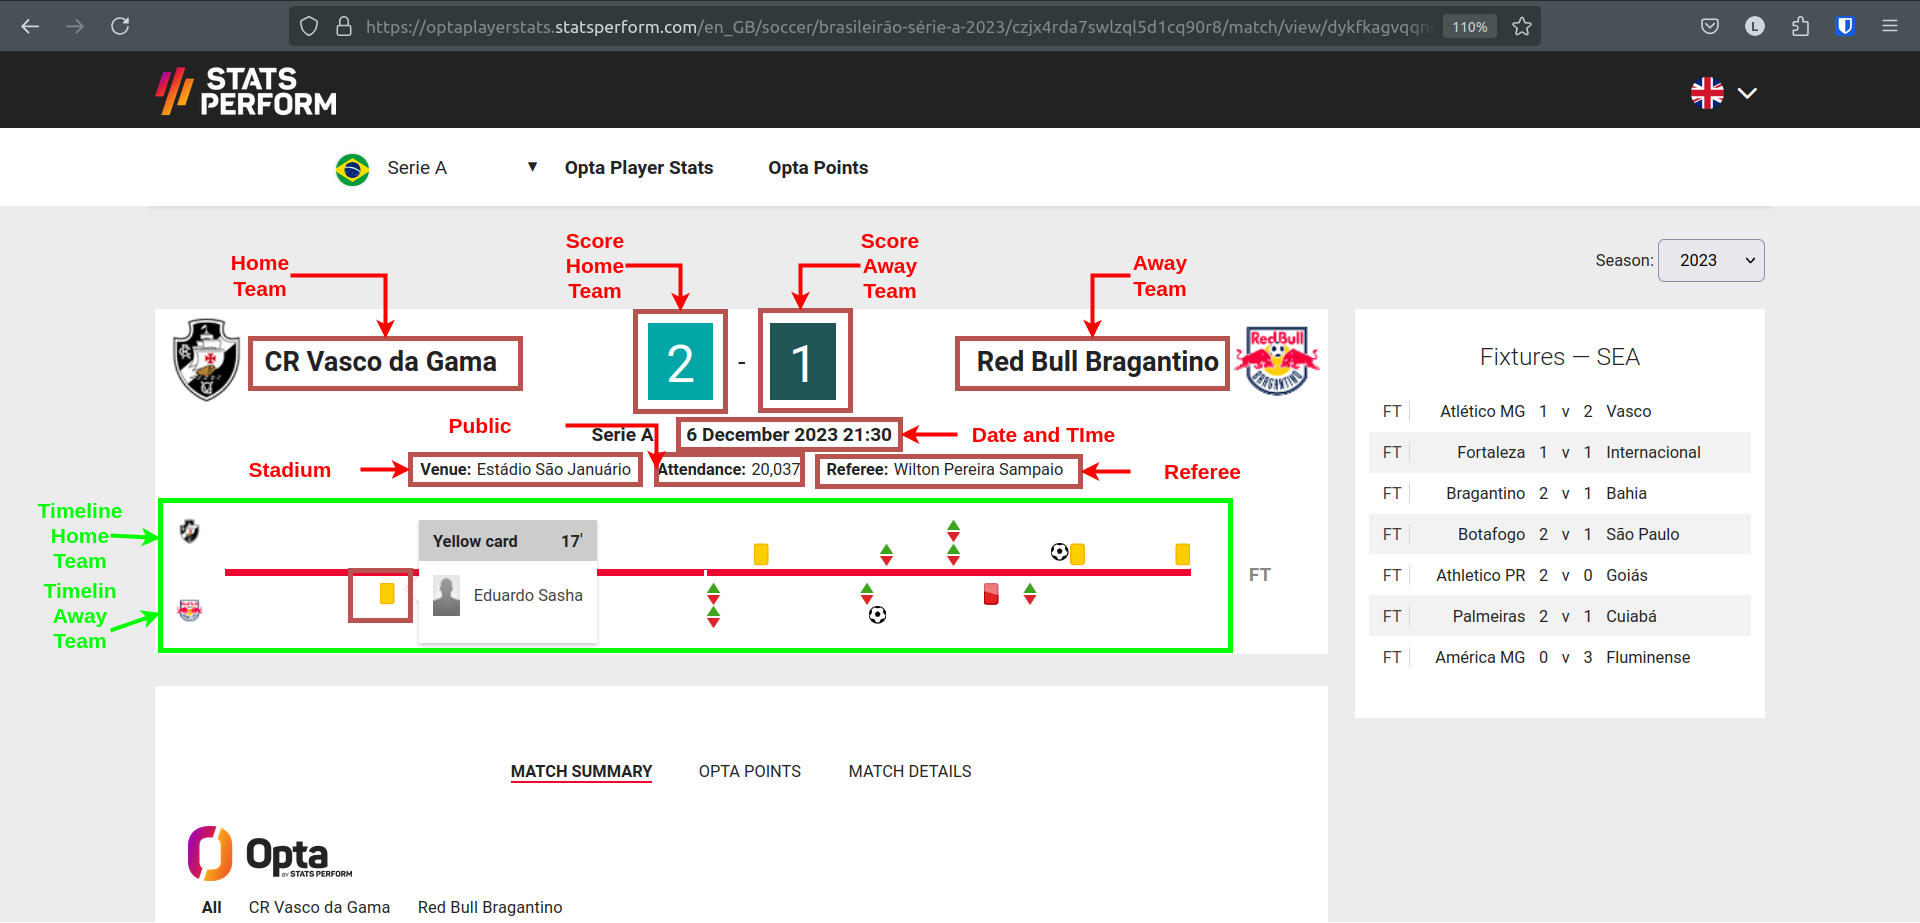 https://optaplayerstats.statsperform.com/en_GB/soccer/brasileirão-série-a-2023/czjx4rda7swlzql5d1cq90r8/match/view/dykfkagvqqn
110%
L
STATS
PERFORM
Serie A
Opta Player Stats
Opta Points
Home
Team
Score
Home
Team
Score
Away
Team
Away
Team
Season: 2023
CR Vasco da Gama
2 - 1
Red Bull Bragantino
RedBull
BRAGANTINO
Public
Serie A
6 December 2023 21:30
Date and TIme
Stadium
Venue: Estádio São Januário
Attendance: 20,037
Referee: Wilton Pereira Sampaio
Referee
Timeline
Home
Team
Timelin
Away
Team
Yellow card 17'
Eduardo Sasha
FT
Fixtures — SEA
FT Atlético MG 1 v 2 Vasco
FT Fortaleza 1 v 1 Internacional
FT Bragantino 2 v 1 Bahia
FT Botafogo 2 v 1 São Paulo
FT Athletico PR 2 v 0 Goiás
FT Palmeiras 2 v 1 Cuiabá
FT América MG 0 v 3 Fluminense
MATCH SUMMARY
OPTA POINTS
MATCH DETAILS
Opta
BY STATS PERFORM
All
CR Vasco da Gama
Red Bull Bragantino